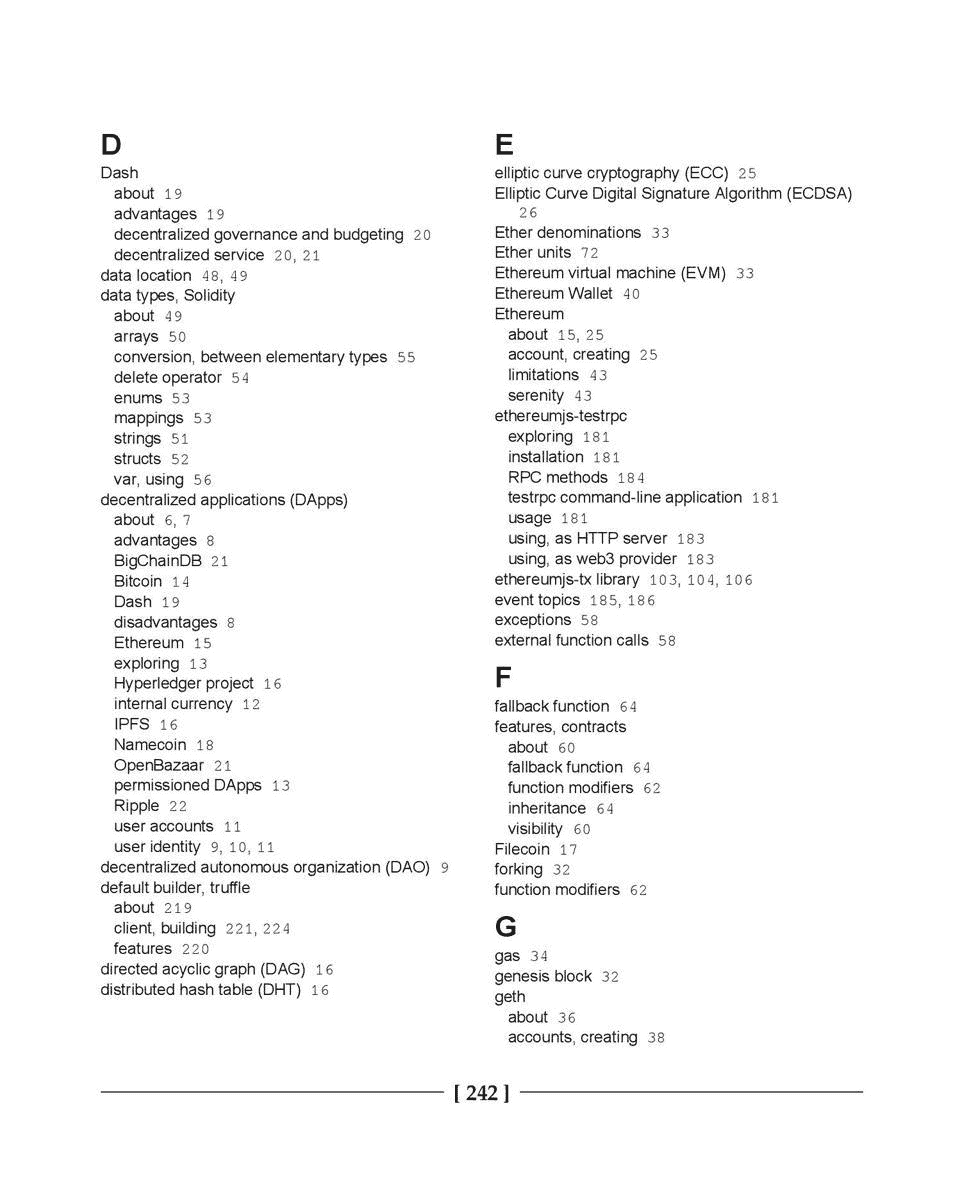 D
Dash
about 19
advantages 19
decentralized governance and budgeting 20
decentralized service 20, 21
data location 48, 49
data types, Solidity
about 49
arrays 50
conversion, between elementary types 55
delete operator 54
enums 53
mappings 53
strings 51
structs 52
var, using 56
decentralized applications (DApps)
about 6, 7
advantages 8
BigChainDB 21
Bitcoin 14
Dash 19
disadvantages 8
Ethereum 15
exploring 13
Hyperledger project 16
internal currency 12
IPFS 16
Namecoin 18
OpenBazaar 21
permissioned DApps 13
Ripple 22
user accounts 11
user identity 9, 10, 11
decentralized autonomous organization (DAO) 9
default builder, truffle
about 219
client, building 221, 224
features 220
directed acyclic graph (DAG) 16
distributed hash table (DHT) 16
E
elliptic curve cryptography (ECC) 25
Elliptic Curve Digital Signature Algorithm (ECDSA)
26
Ether denominations 33
Ether units 72
Ethereum virtual machine (EVM) 33
Ethereum Wallet 40
Ethereum
about 15, 25
account, creating 25
limitations 43
serenity 43
ethereumjs-testrpc
exploring 181
installation 181
RPC methods 184
testrpc command-line application 181
usage 181
using, as HTTP server 183
using, as web3 provider 183
ethereumjs-tx library 103, 104, 106
event topics 185, 186
exceptions 58
external function calls 58
F
fallback function 64
features, contracts
about 60
fallback function 64
function modifiers 62
inheritance 64
visibility 60
Filecoin 17
forking 32
function modifiers 62
G
gas 34
genesis block 32
geth
about 36
accounts, creating 38
[ 242 ]